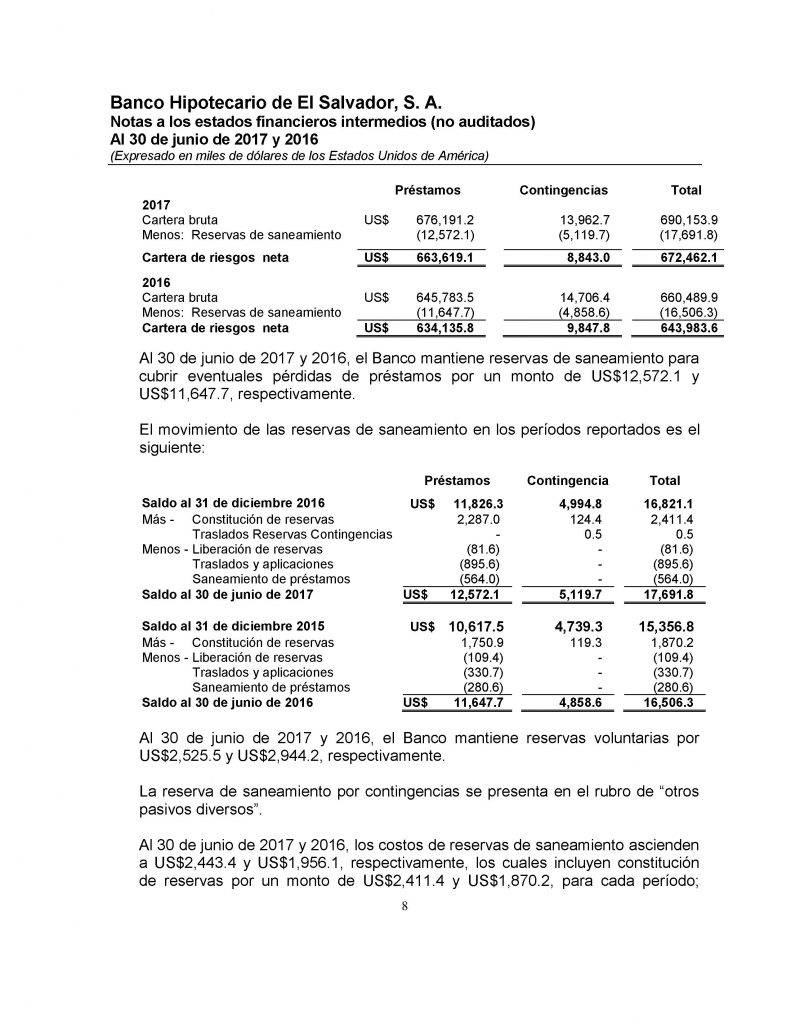 Banco Hipotecario de El Salvador, S. A.
Notas a los estados financieros intermedios (no auditados)
Al 30 de junio de 2017 y 2016
(Expresado en miles de dólares de los Estados Unidos de América)
Préstamos Contingencias Total
2017
Cartera bruta US$ 676,191.2 13,962.7 690,153.9
Menos: Reservas de saneamiento (12,572.1) (5,119.7) (17,691.8)
Cartera de riesgos neta US$ 663,619.1 8,843.0 672,462.1
2016
Cartera bruta US$ 645,783.5 14,706.4 660,489.9
Menos: Reservas de saneamiento (11,647.7) (4,858.6) (16,506.3)
Cartera de riesgos neta US$ 634,135.8 9,847.8 643,983.6
Al 30 de junio de 2017 y 2016, el Banco mantiene reservas de saneamiento para
cubrir eventuales pérdidas de préstamos por un monto de US$12,572.1 y
US$11,647.7, respectivamente.
El movimiento de las reservas de saneamiento en los períodos reportados es el
siguiente:
Préstamos Contingencia Total
Saldo al 31 de diciembre 2016 US$ 11,826.3 4,994.8 16,821.1
Más - Constitución de reservas 2,287.0 124.4 2,411.4
Traslados Reservas Contingencias - 0.5 0.5
Menos - Liberación de reservas (81.6) - (81.6)
Traslados y aplicaciones (895.6) - (895.6)
Saneamiento de préstamos (564.0) - (564.0)
Saldo al 30 de junio de 2017 US$ 12,572.1 5,119.7 17,691.8
Saldo al 31 de diciembre 2015 US$ 10,617.5 4,739.3 15,356.8
Más - Constitución de reservas 1,750.9 119.3 1,870.2
Menos - Liberación de reservas (109.4) - (109.4)
Traslados y aplicaciones (330.7) - (330.7)
Saneamiento de préstamos (280.6) - (280.6)
Saldo al 30 de junio de 2016 US$ 11,647.7 4,858.6 16,506.3
Al 30 de junio de 2017 y 2016, el Banco mantiene reservas voluntarias por
US$2,525.5 y US$2,944.2, respectivamente.
La reserva de saneamiento por contingencias se presenta en el rubro de “otros
pasivos diversos”.
Al 30 de junio de 2017 y 2016, los costos de reservas de saneamiento ascienden
a US$2,443.4 y US$1,956.1, respectivamente, los cuales incluyen constitución
de reservas por un monto de US$2,411.4 y US$1,870.2, para cada período;
8